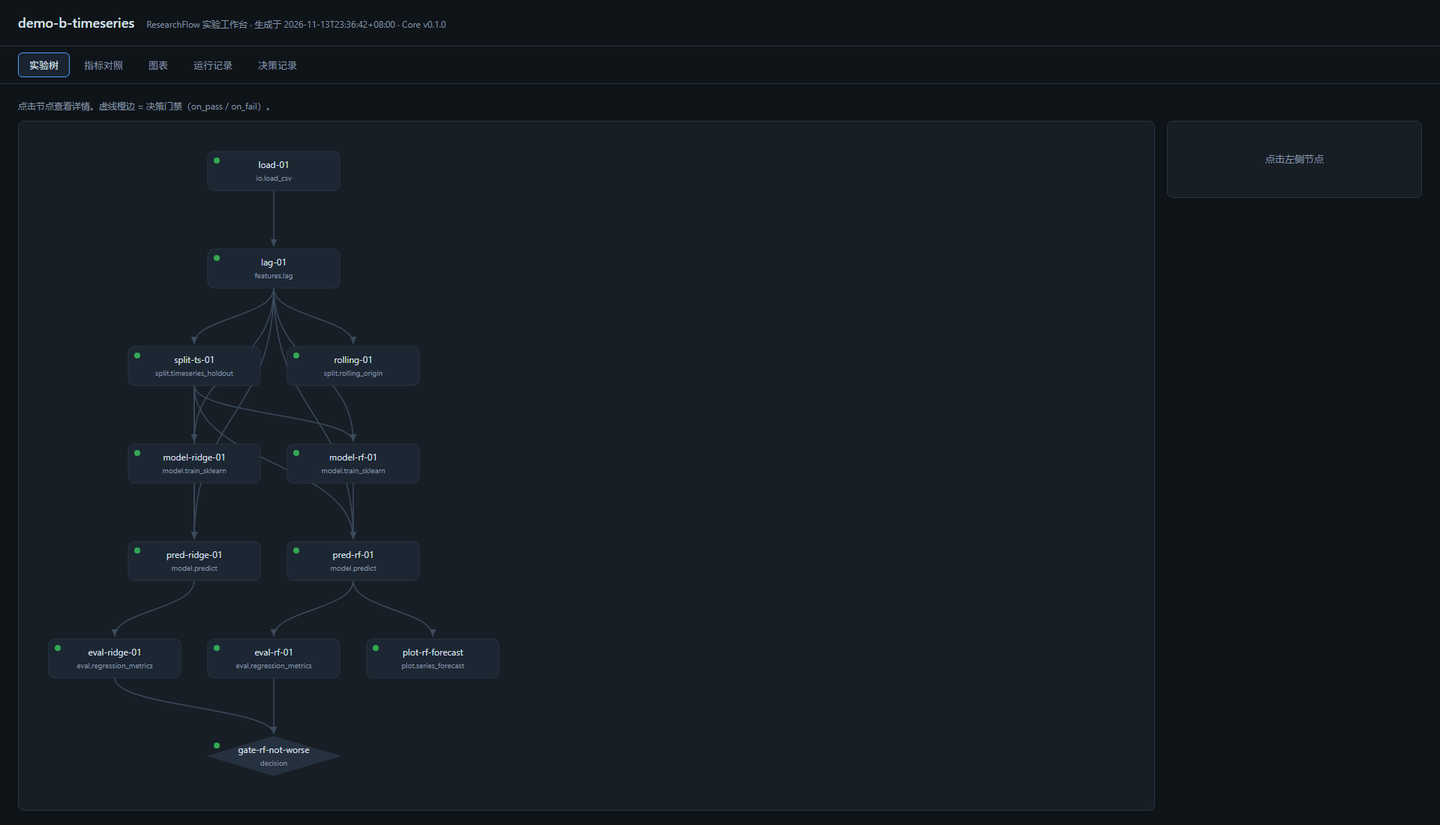 demo-b-timeseries ResearchFlow 实验工作台 · 生成于 2026-11-13T23:36:42+08:00 · Core v0.1.0
实验树 指标对照 图表 运行记录 决策记录
点击节点查看详情。虚线橙边 = 决策门禁（on_pass / on_fail）。
点击左侧节点
load-01
io.load_csv
lag-01
features.lag
split-ts-01
split.timeseries_holdout
rolling-01
split.rolling_origin
model-ridge-01
model.train_sklearn
model-rf-01
model.train_sklearn
pred-ridge-01
model.predict
pred-rf-01
model.predict
eval-ridge-01
eval.regression_metrics
eval-rf-01
eval.regression_metrics
plot-rf-forecast
plot.series_forecast
gate-rf-not-worse
decision